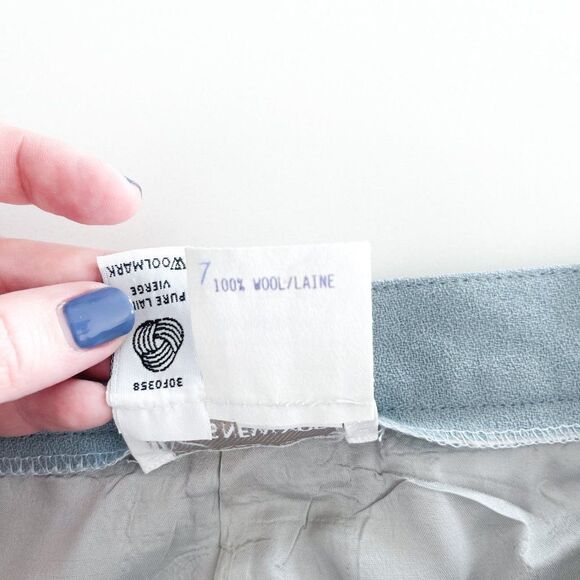 WOOLMARK
PURE LAINE
VIERGE
30F0358
7
100% WOOL/LAINE